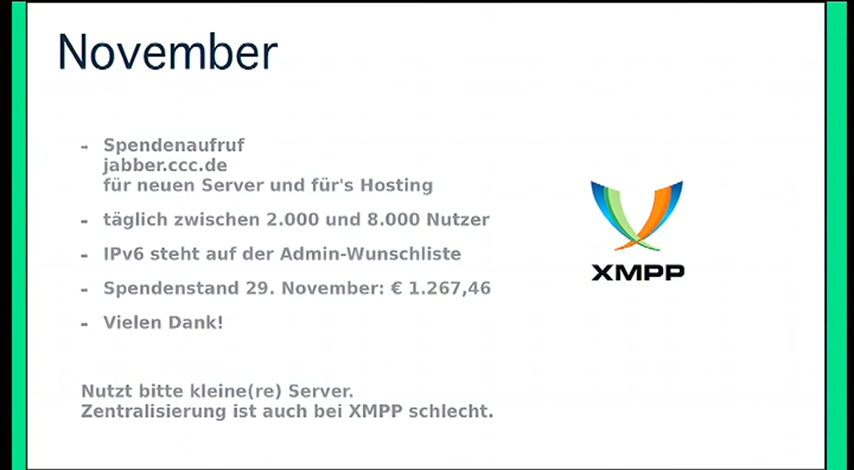 November
- Spendenaufruf
jabber.ccc.de
für neuen Server und für's Hosting
- täglich zwischen 2.000 und 8.000 Nutzer
- IPv6 steht auf der Admin-Wunschliste
- Spendenstand 29. November: € 1.267,46
- Vielen Dank!
XMPP
Nutzt bitte kleine(re) Server.
Zentralisierung ist auch bei XMPP schlecht.